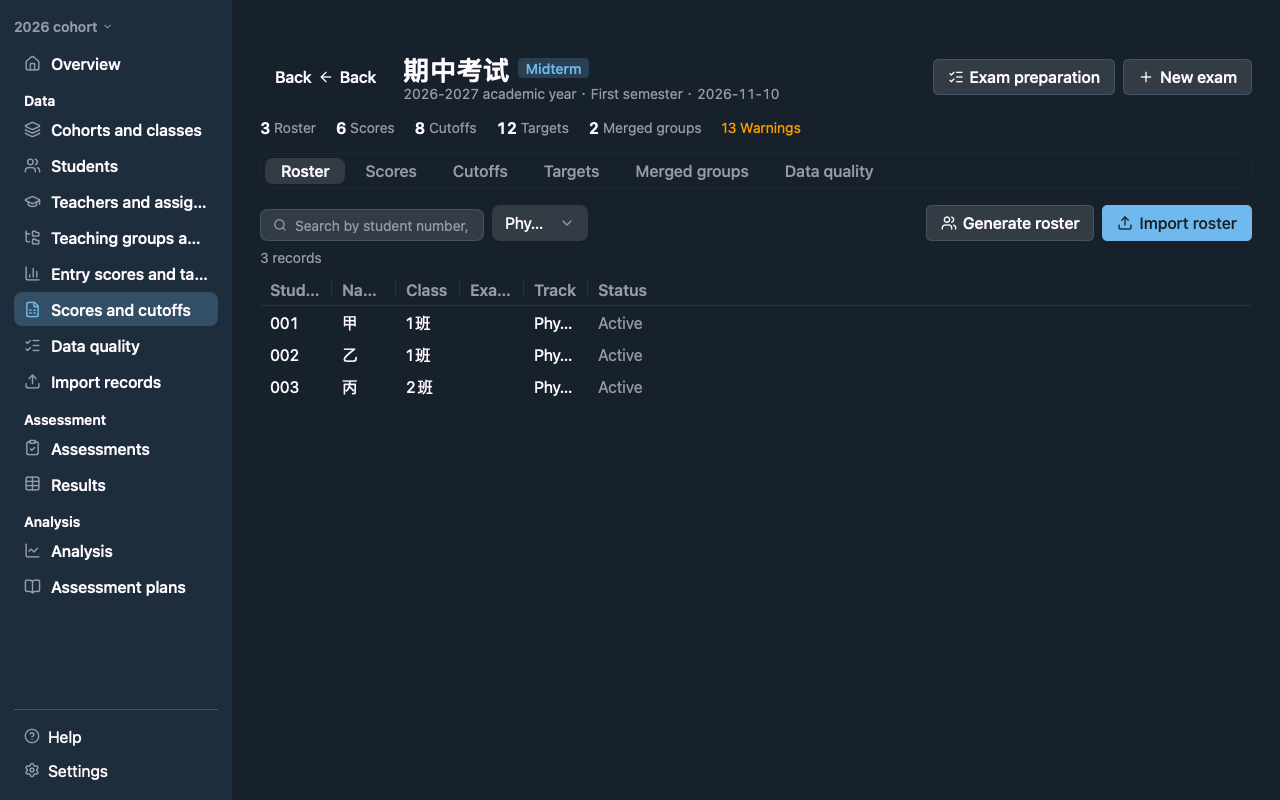 2026 cohort
Overview
Data
Cohorts and classes
Students
Teachers and assig...
Teaching groups a...
Entry scores and ta...
Scores and cutoffs
Data quality
Import records
Assessment
Assessments
Results
Analysis
Analysis
Assessment plans
Help
Settings
Back ← Back
期中考试 Midterm
2026-2027 academic year · First semester · 2026-11-10
Exam preparation
+ New exam
3 Roster 6 Scores 8 Cutoffs 12 Targets 2 Merged groups 13 Warnings
Roster Scores Cutoffs Targets Merged groups Data quality
Search by student number,
Phy...
Generate roster
Import roster
3 records
Stud... Na... Class Exa... Track Status
001 甲 1班 Phy... Active
002 乙 1班 Phy... Active
003 丙 2班 Phy... Active